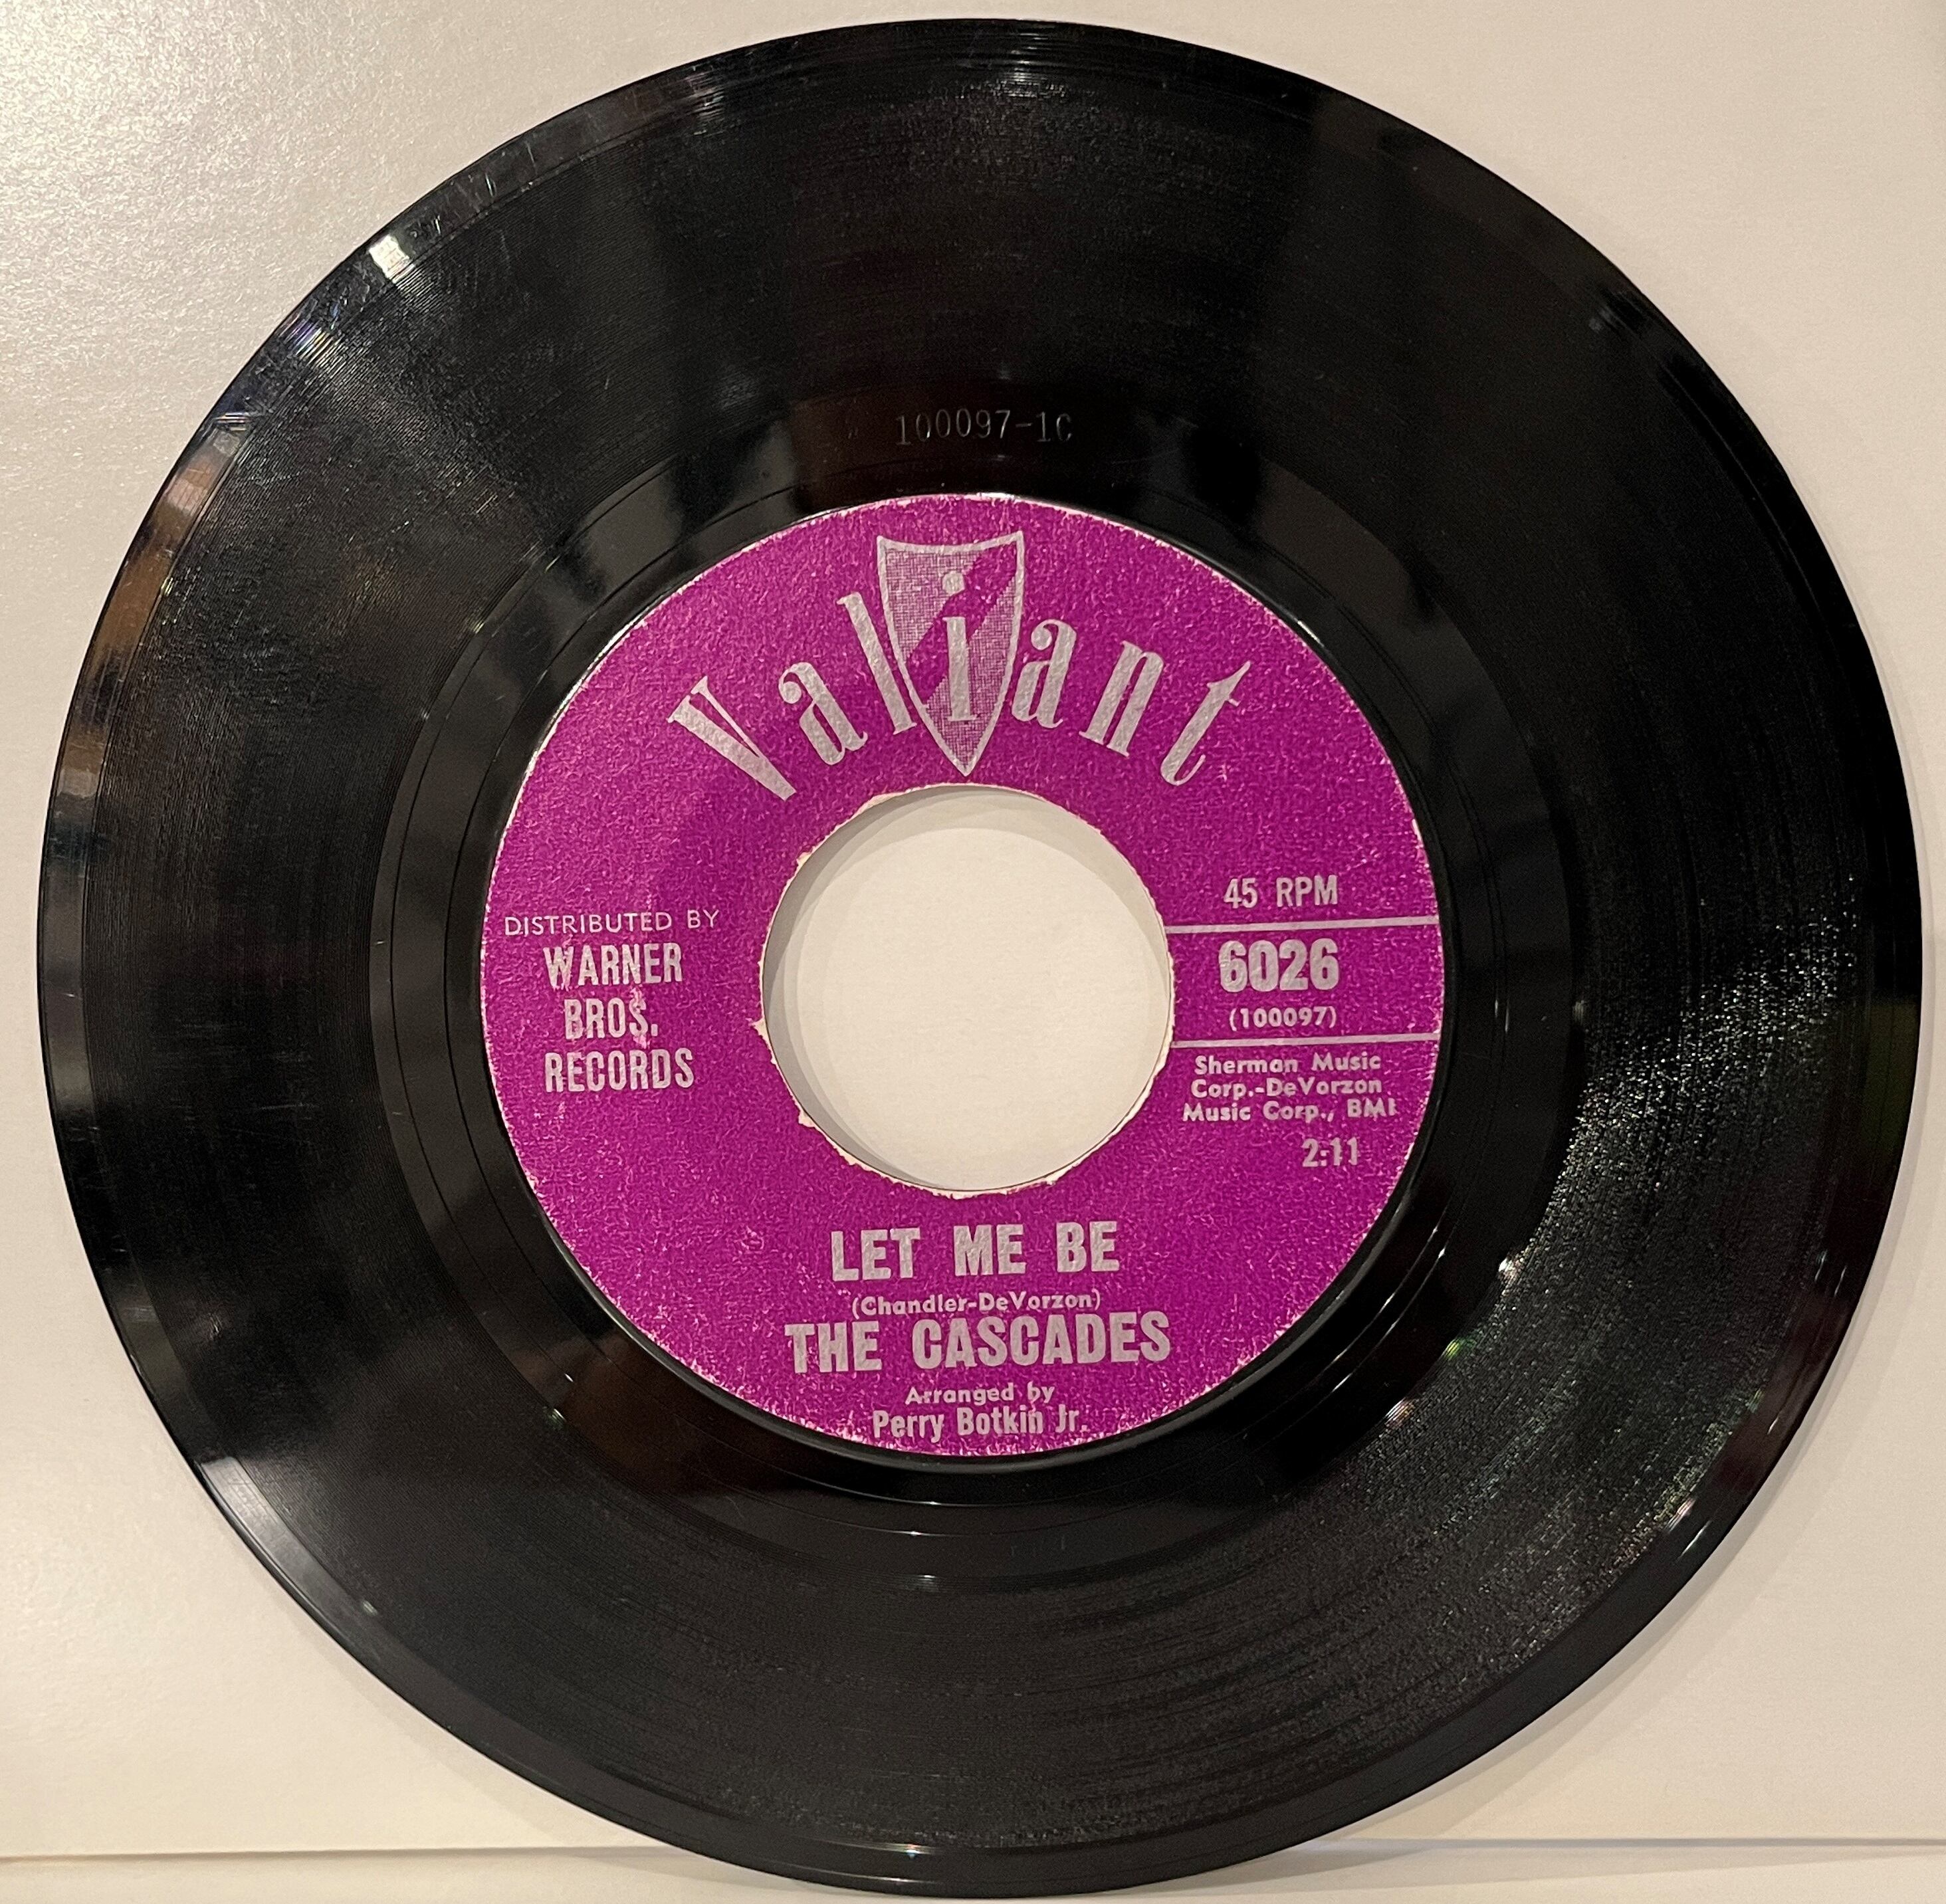 100097-1C
Valiant
45 RPM
DISTRIBUTED BY
WARNER
BROS.
RECORDS
6026
(100097)
Sherman Music
Corp.-DeVorzon
Music Corp., BMI
2:11
LET ME BE
(Chandler-DeVorzon)
THE CASCADES
Arranged by
Perry Botkin Jr.